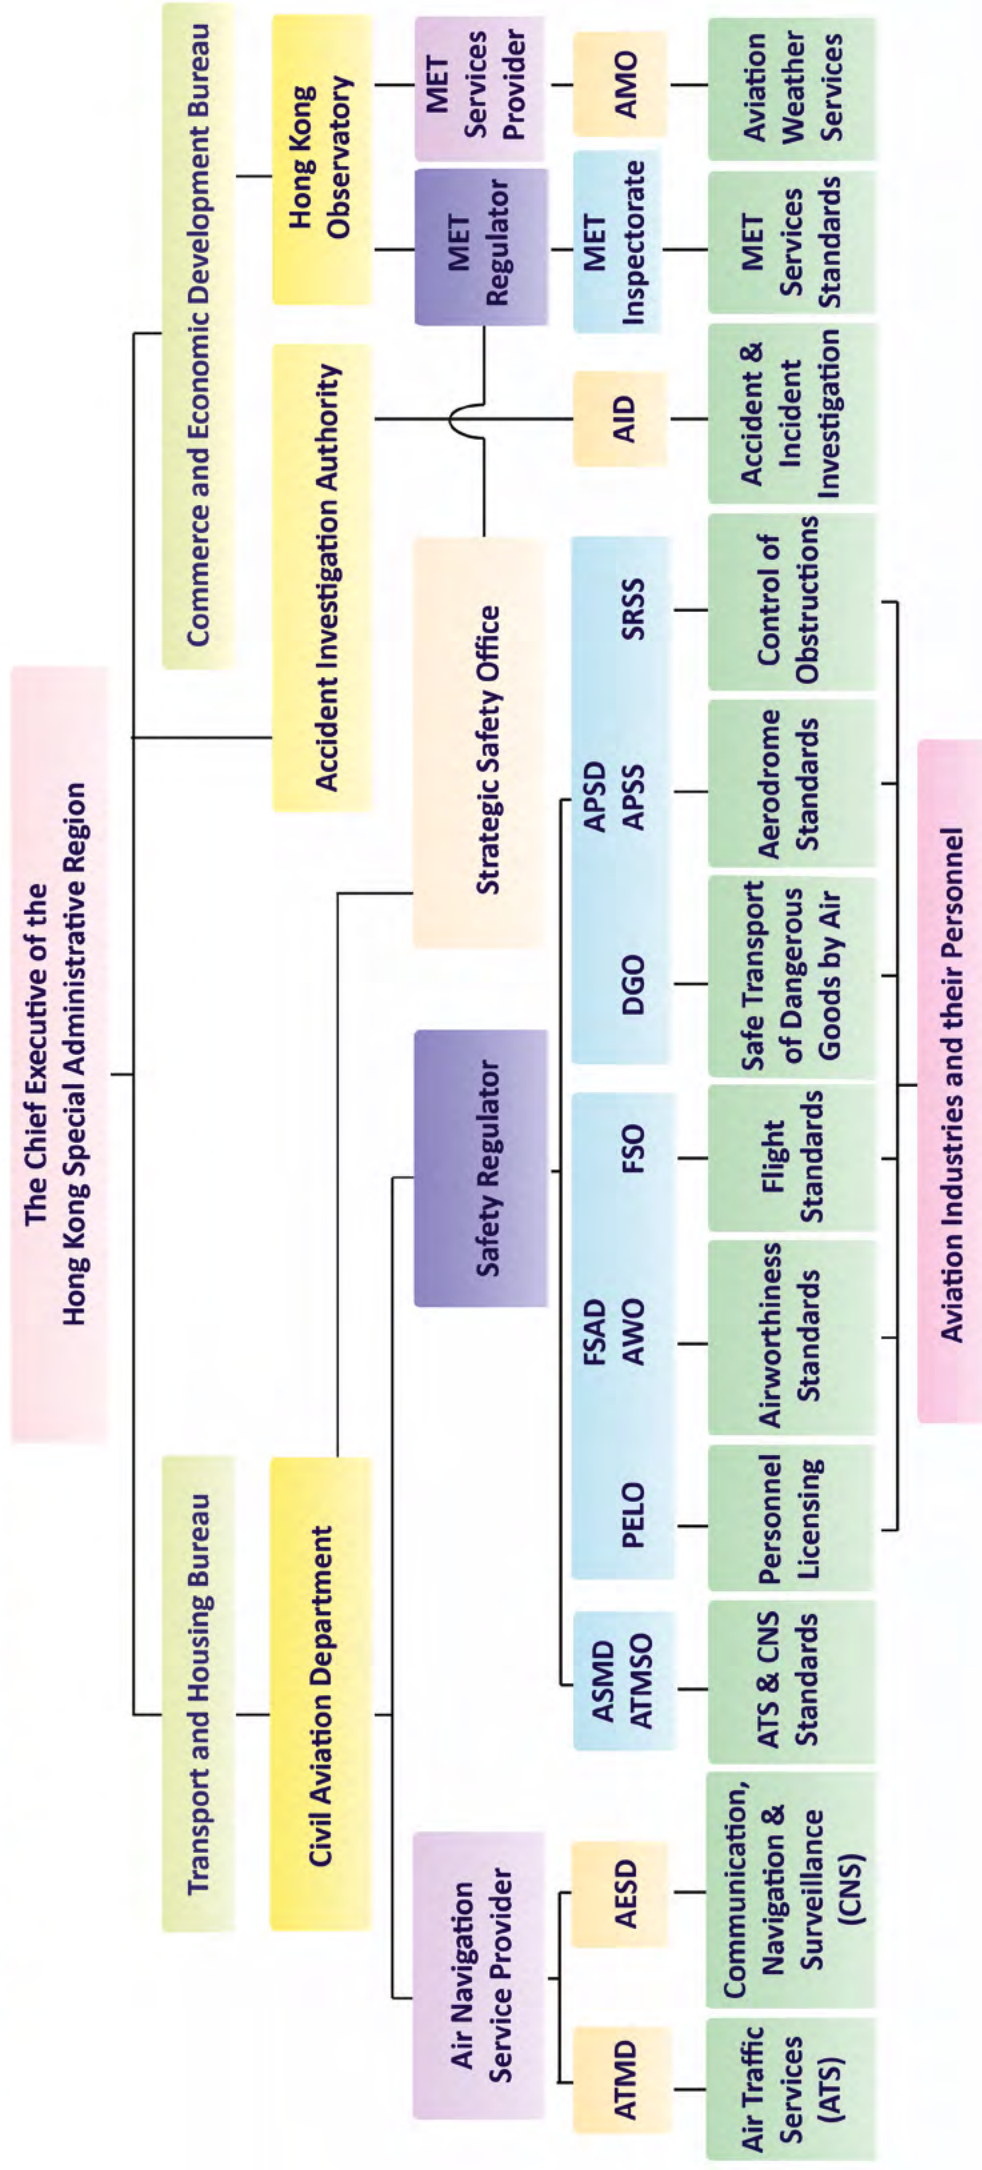 The Chief Executive of the
Hong Kong Special Administrative Region
Transport and Housing Bureau
Commerce and Economic Development Bureau
Civil Aviation Department
Accident Investigation Authority
Hong Kong
Observatory
Air Navigation
Service Provider
Safety Regulator
Strategic Safety Office
MET
Regulator
MET
Services
Provider
ATMD
AESD
ASMD
ATMSO
FSAD
PELO
AWO
FSO
APSD
DGO
APSS
SRSS
AID
MET
Inspectorate
AMO
Air Traffic
Services
(ATS)
Communication,
Navigation &
Surveillance
(CNS)
ATS & CNS
Standards
Personnel
Licensing
Airworthiness
Standards
Flight
Standards
Safe Transport
of Dangerous
Goods by Air
Aerodrome
Standards
Control of
Obstructions
Accident &
Incident
Investigation
MET
Services
Standards
Aviation
Weather
Services
Aviation Industries and their Personnel